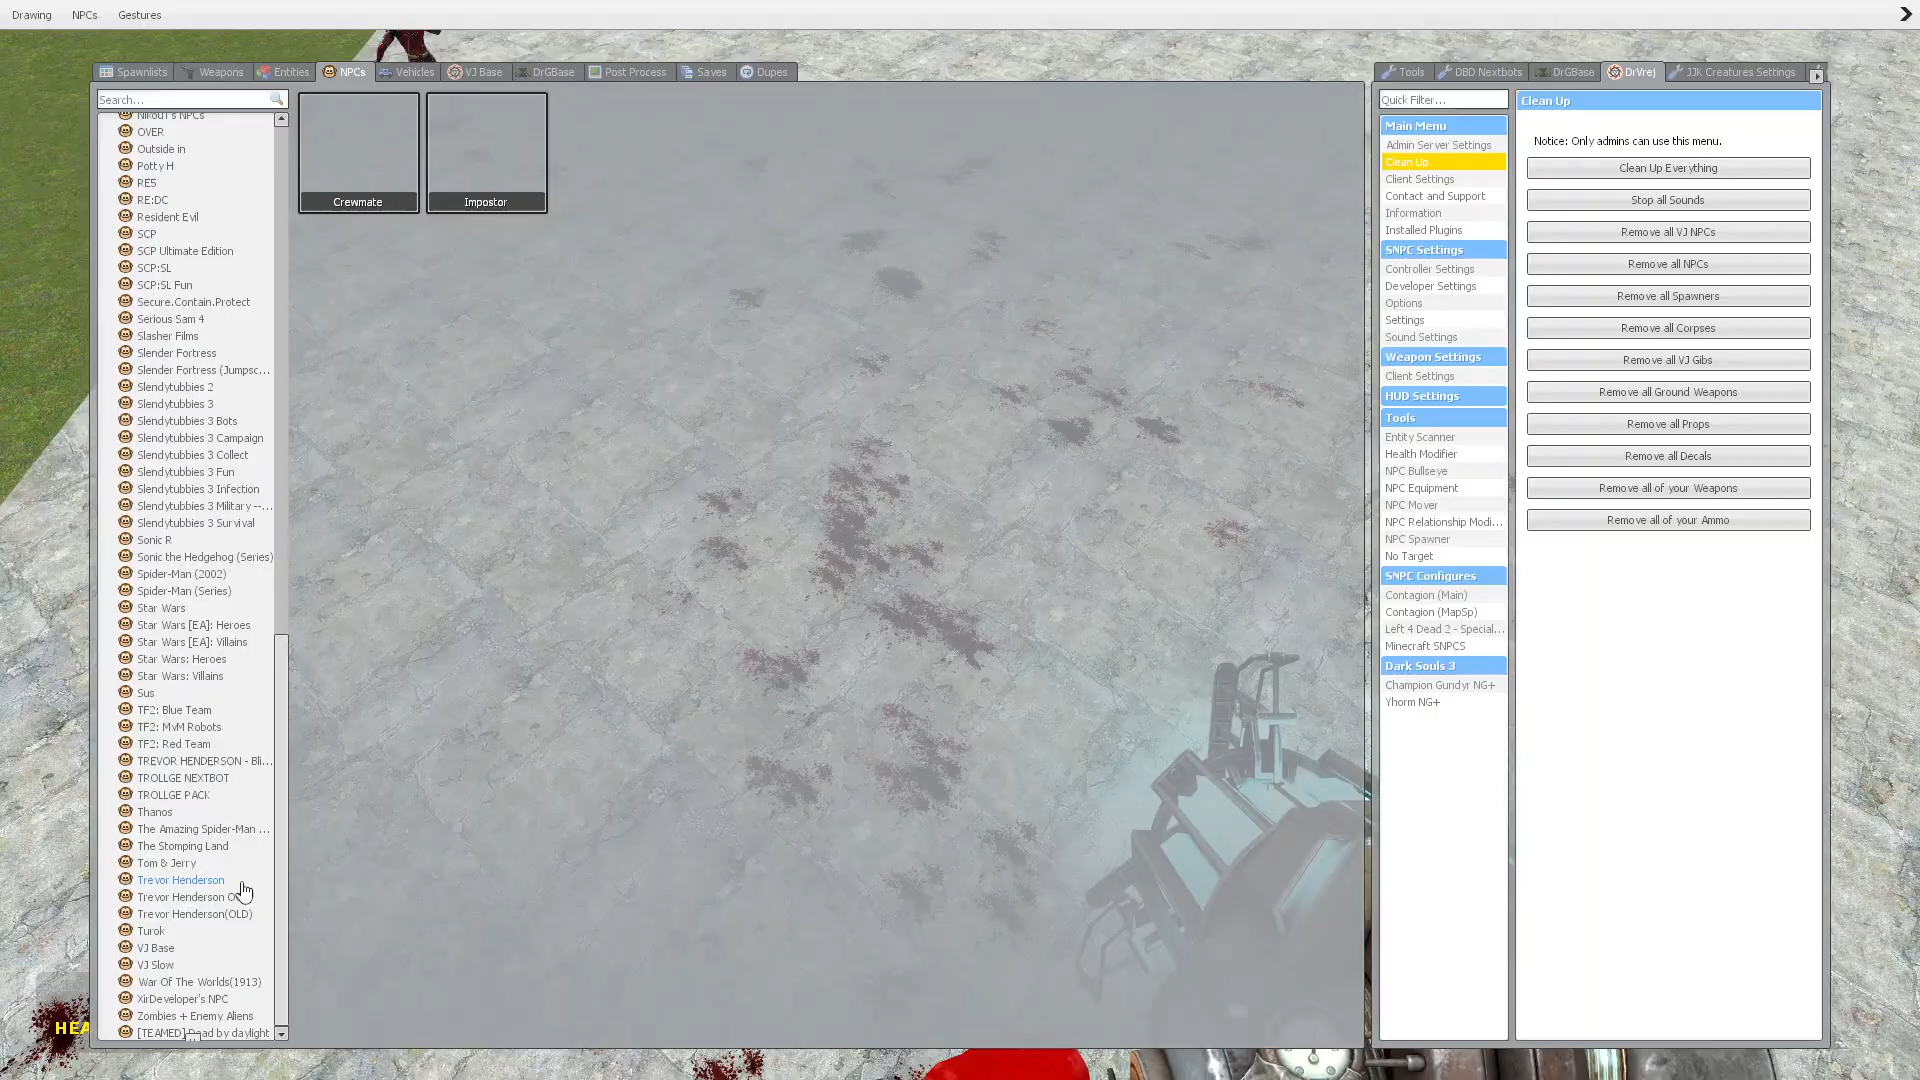 Drawing NPCs Gestures
Spawnlists Weapons Entities NPCs Vehicles VJ Base DrGBase Post Process Saves Dupes
Search...
Nikout's NPCs
OVER
Outside in
Potty H
RE5
RE:DC
Resident Evil
SCP
SCP Ultimate Edition
SCP:SL
SCP:SL Fun
Secure.Contain.Protect
Serious Sam 4
Slasher Films
Slender Fortress
Slender Fortress (Jumpsc...
Slendytubbies 2
Slendytubbies 3
Slendytubbies 3 Bots
Slendytubbies 3 Campaign
Slendytubbies 3 Collect
Slendytubbies 3 Fun
Slendytubbies 3 Infection
Slendytubbies 3 Military --...
Slendytubbies 3 Survival
Sonic R
Sonic the Hedgehog (Series)
Spider-Man (2002)
Spider-Man (Series)
Star Wars
Star Wars [EA]: Heroes
Star Wars [EA]: Villains
Star Wars: Heroes
Star Wars: Villains
Sus
TF2: Blue Team
TF2: MvM Robots
TF2: Red Team
TREVOR HENDERSON - Bli...
TROLLGE NEXTBOT
TROLLGE PACK
Thanos
The Amazing Spider-Man ...
The Stomping Land
Tom & Jerry
Trevor Henderson
Trevor Henderson
Trevor Henderson(OLD)
Turok
VJ Base
VJ Slow
War Of The Worlds(1913)
XirDeveloper's NPC
Zombies + Enemy Aliens
[TEAMED] Dead by daylight
Crewmate
Impostor
HEA
Tools DBD Nextbots DrGBase DrVrej JJK Creatures Settings
Quick Filter...
Main Menu
Admin Server Settings
Clean Up
Client Settings
Contact and Support
Information
Installed Plugins
SNPC Settings
Controller Settings
Developer Settings
Options
Settings
Sound Settings
Weapon Settings
Client Settings
HUD Settings
Tools
Entity Scanner
Health Modifier
NPC Bullseye
NPC Equipment
NPC Mover
NPC Relationship Modi...
NPC Spawner
No Target
SNPC Configures
Contagion (Main)
Contagion (MapSp)
Left 4 Dead 2 - Special...
Minecraft SNPCS
Dark Souls 3
Champion Gundyr NG+
Yhorm NG+
Clean Up
Notice: Only admins can use this menu.
Clean Up Everything
Stop all Sounds
Remove all VJ NPCs
Remove all NPCs
Remove all Spawners
Remove all Corpses
Remove all VJ Gibs
Remove all Ground Weapons
Remove all Props
Remove all Decals
Remove all of your Weapons
Remove all of your Ammo